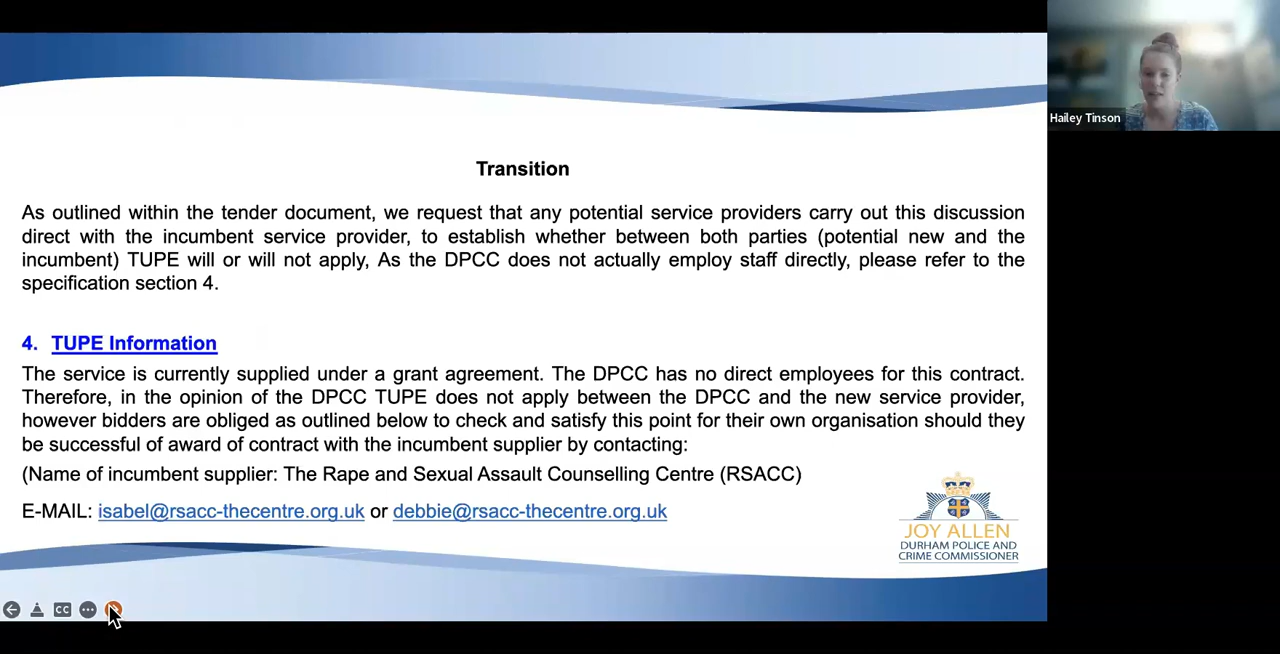 Hailey Tinson
Transition
As outlined within the tender document, we request that any potential service providers carry out this discussion
direct with the incumbent service provider, to establish whether between both parties (potential new and the
incumbent) TUPE will or will not apply, As the DPCC does not actually employ staff directly, please refer to the
specification section 4.
4. TUPE Information
The service is currently supplied under a grant agreement. The DPCC has no direct employees for this contract.
Therefore, in the opinion of the DPCC TUPE does not apply between the DPCC and the new service provider,
however bidders are obliged as outlined below to check and satisfy this point for their own organisation should they
be successful of award of contract with the incumbent supplier by contacting:
(Name of incumbent supplier: The Rape and Sexual Assault Counselling Centre (RSACC)
E-MAIL: isabel@rsacc-thecentre.org.uk or debbie@rsacc-thecentre.org.uk
JOY ALLEN
DURHAM POLICE AND
CRIME COMMISSIONER
CC